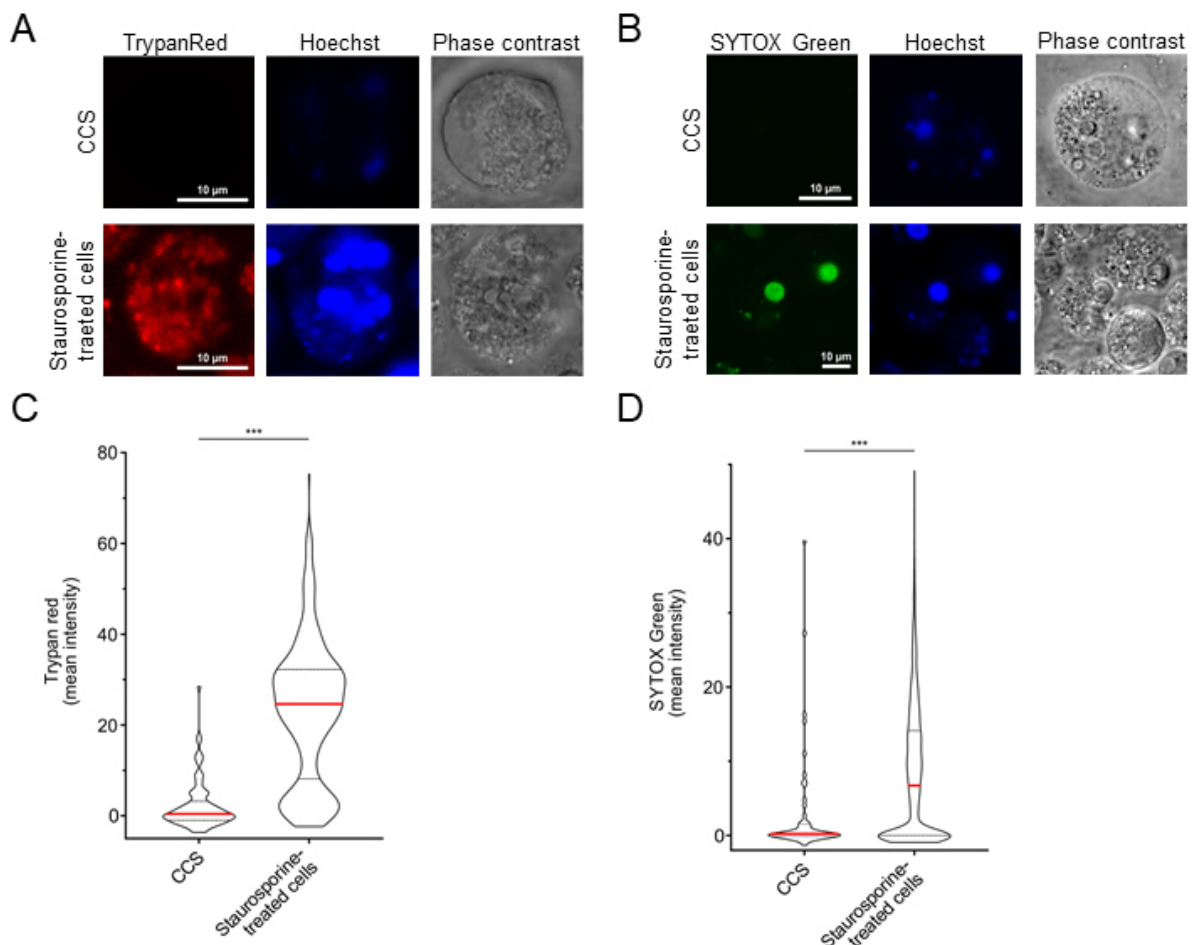 A
TrypanRed
Hoechst
Phase contrast
CCS
10 µm
Staurosporine-
traeted cells
10 µm
B
SYTOX Green
Hoechst
Phase contrast
CCS
10 µm
Staurosporine-
traeted cells
10 µm
C
***
80
60
40
20
0
Trypan red
(mean intensity)
CCS
Staurosporine-
treated cells
D
***
40
20
0
SYTOX Green
(mean intensity)
CCS
Staurosporine-
treated cells